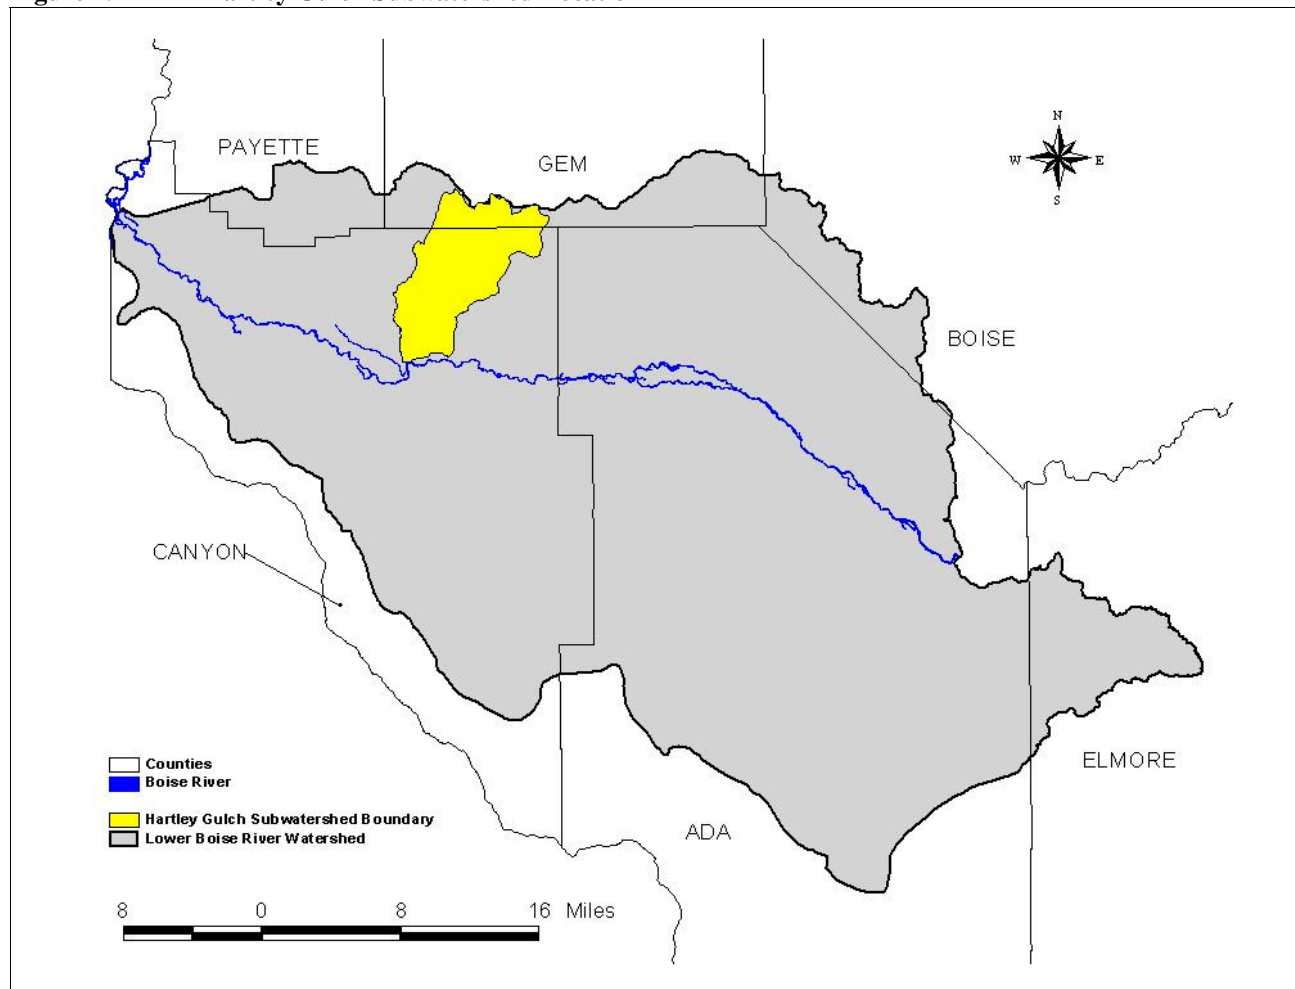 PAYETTE
GEM
N
W E
S
BOISE
CANYON
ELMORE
ADA
Counties
Boise River
Hartley Gulch Subwatershed Boundary
Lower Boise River Watershed
8 0 8 16 Miles